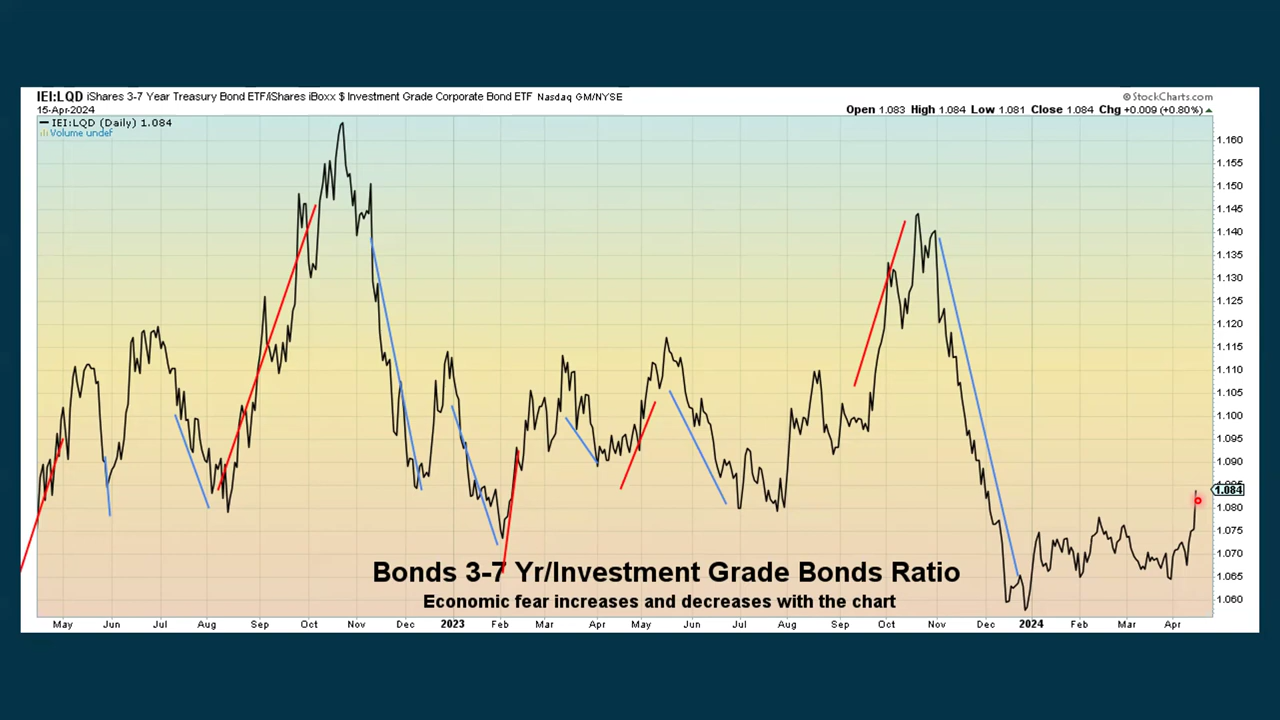 IEI:LQD iShares 3-7 Year Treasury Bond ETF/iShares iBoxx $ Investment Grade Corporate Bond ETF Nasdaq GM/NYSE
© StockCharts.com
15-Apr-2024
Open 1.083 High 1.084 Low 1.081 Close 1.084 Chg +0.009 (+0.80%)
IEI:LQD (Daily) 1.084
Volume undef
1.160
1.155
1.150
1.145
1.140
1.135
1.130
1.125
1.120
1.115
1.110
1.105
1.100
1.095
1.090
1.085
1.084
1.080
1.075
1.070
1.065
1.060
Bonds 3-7 Yr/Investment Grade Bonds Ratio
Economic fear increases and decreases with the chart
May Jun Jul Aug Sep Oct Nov Dec 2023 Feb Mar Apr May Jun Jul Aug Sep Oct Nov Dec 2024 Feb Mar Apr